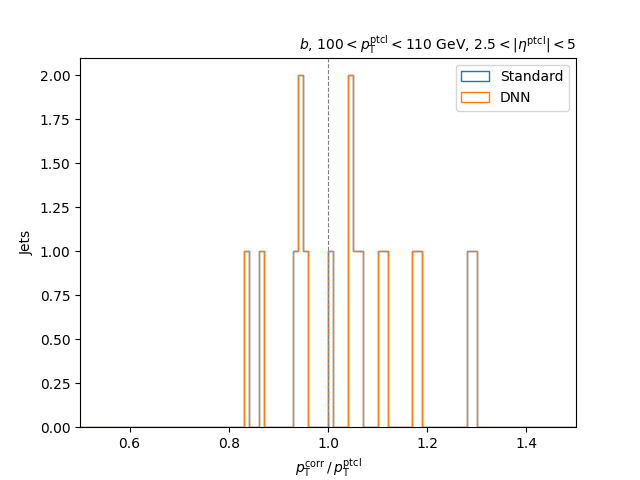 b, 100 < p_T^ptcl < 110 GeV, 2.5 < |η^ptcl| < 5
Standard
DNN
2.00
1.75
1.50
1.25
1.00
0.75
0.50
0.25
0.00
Jets
0.6 0.8 1.0 1.2 1.4
p_T^corr / p_T^ptcl